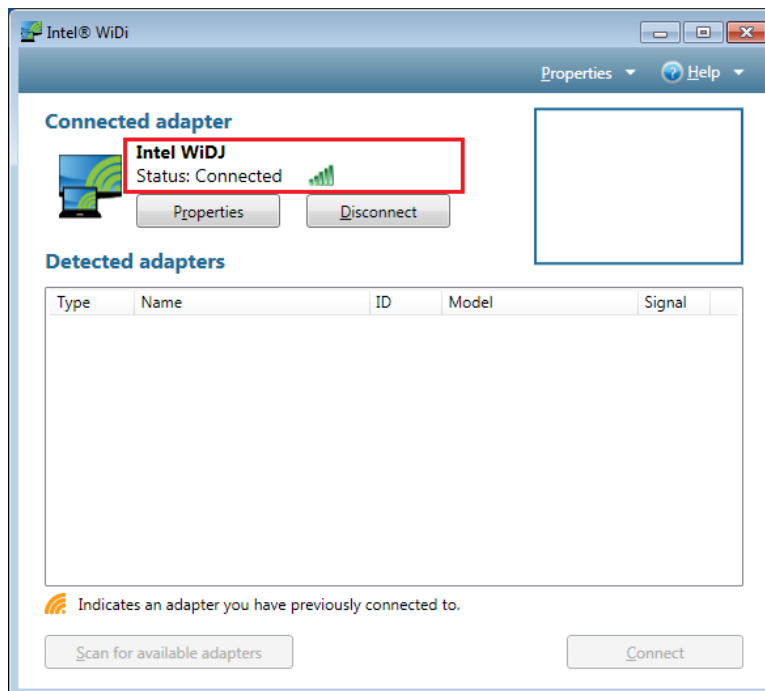 Intel® WiDi
Properties Help
Connected adapter
Intel WiDJ
Status: Connected
Properties Disconnect
Detected adapters
Type Name ID Model Signal
Indicates an adapter you have previously connected to.
Scan for available adapters Connect